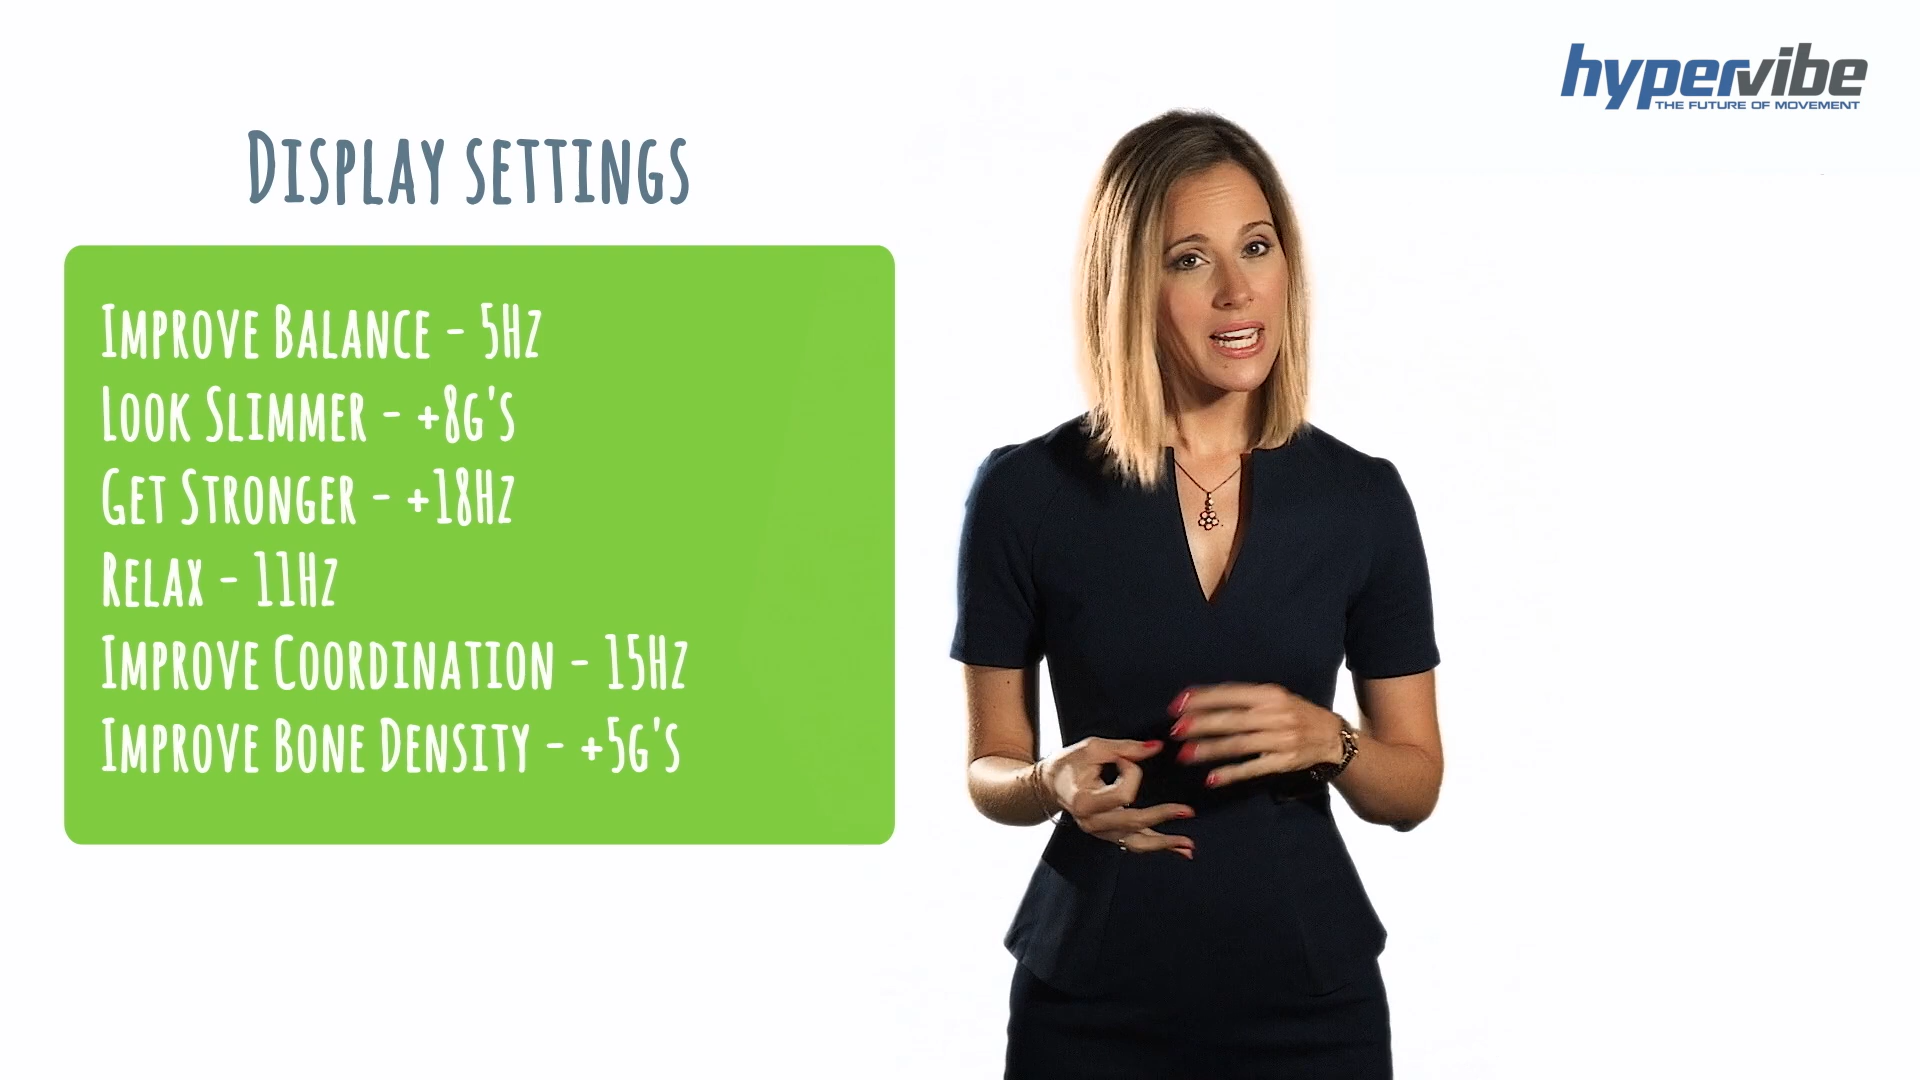 hypervibe
THE FUTURE OF MOVEMENT
Display settings
Improve Balance - 5Hz
Look Slimmer - +8g's
Get Stronger - +18Hz
Relax - 11Hz
Improve Coordination - 15Hz
Improve Bone Density - +5g's